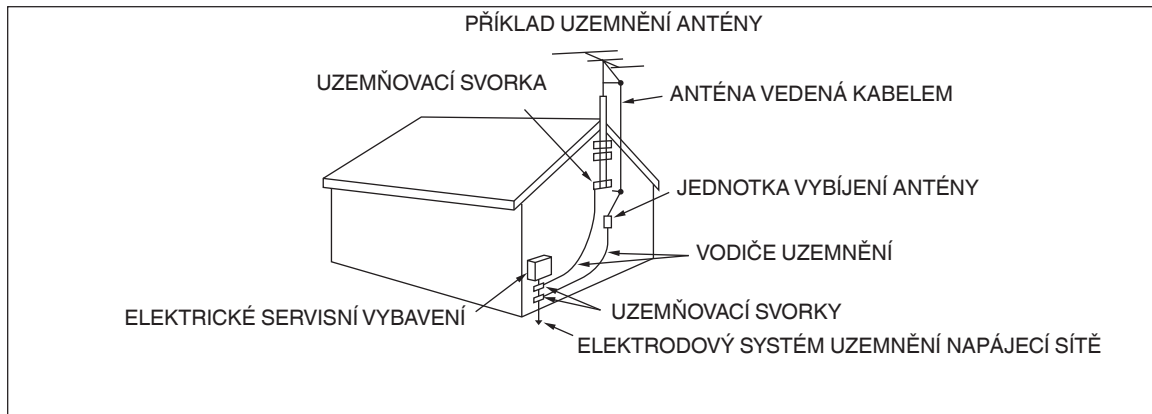 PŘÍKLAD UZEMNĚNÍ ANTÉNY
UZEMŇOVACÍ SVORKA
ANTÉNA VEDENÁ KABELEM
JEDNOTKA VYBÍJENÍ ANTÉNY
VODIČE UZEMNĚNÍ
ELEKTRICKÉ SERVISNÍ VYBAVENÍ
UZEMŇOVACÍ SVORKY
ELEKTRODOVÝ SYSTÉM UZEMNĚNÍ NAPÁJECÍ SÍTĚ